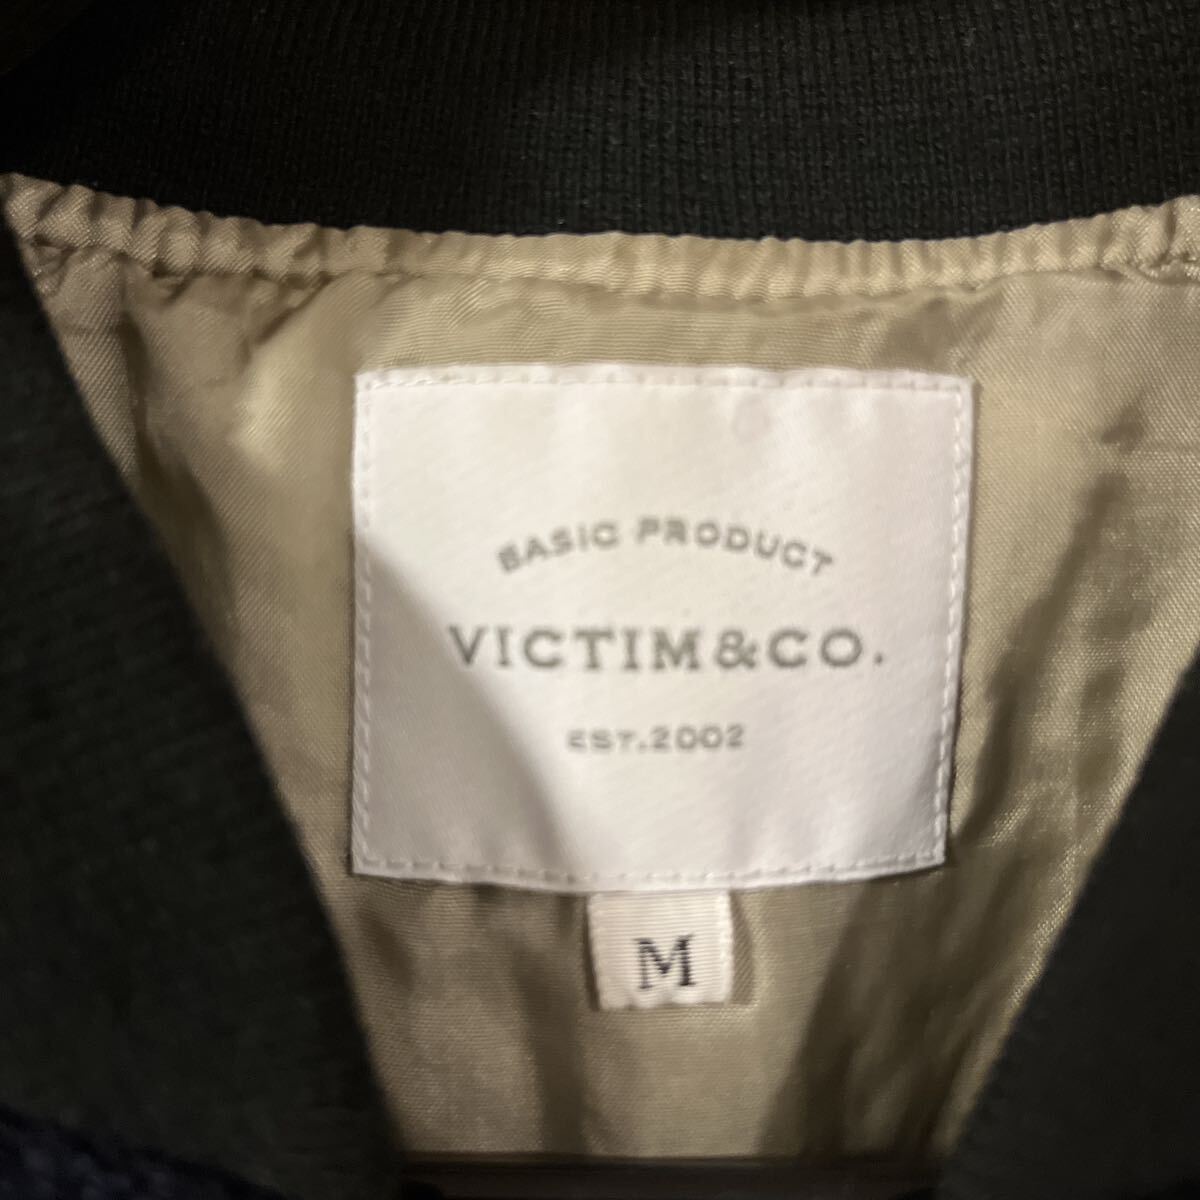 BASIC PRODUCT
VICTIM&CO.
EST.2002
M